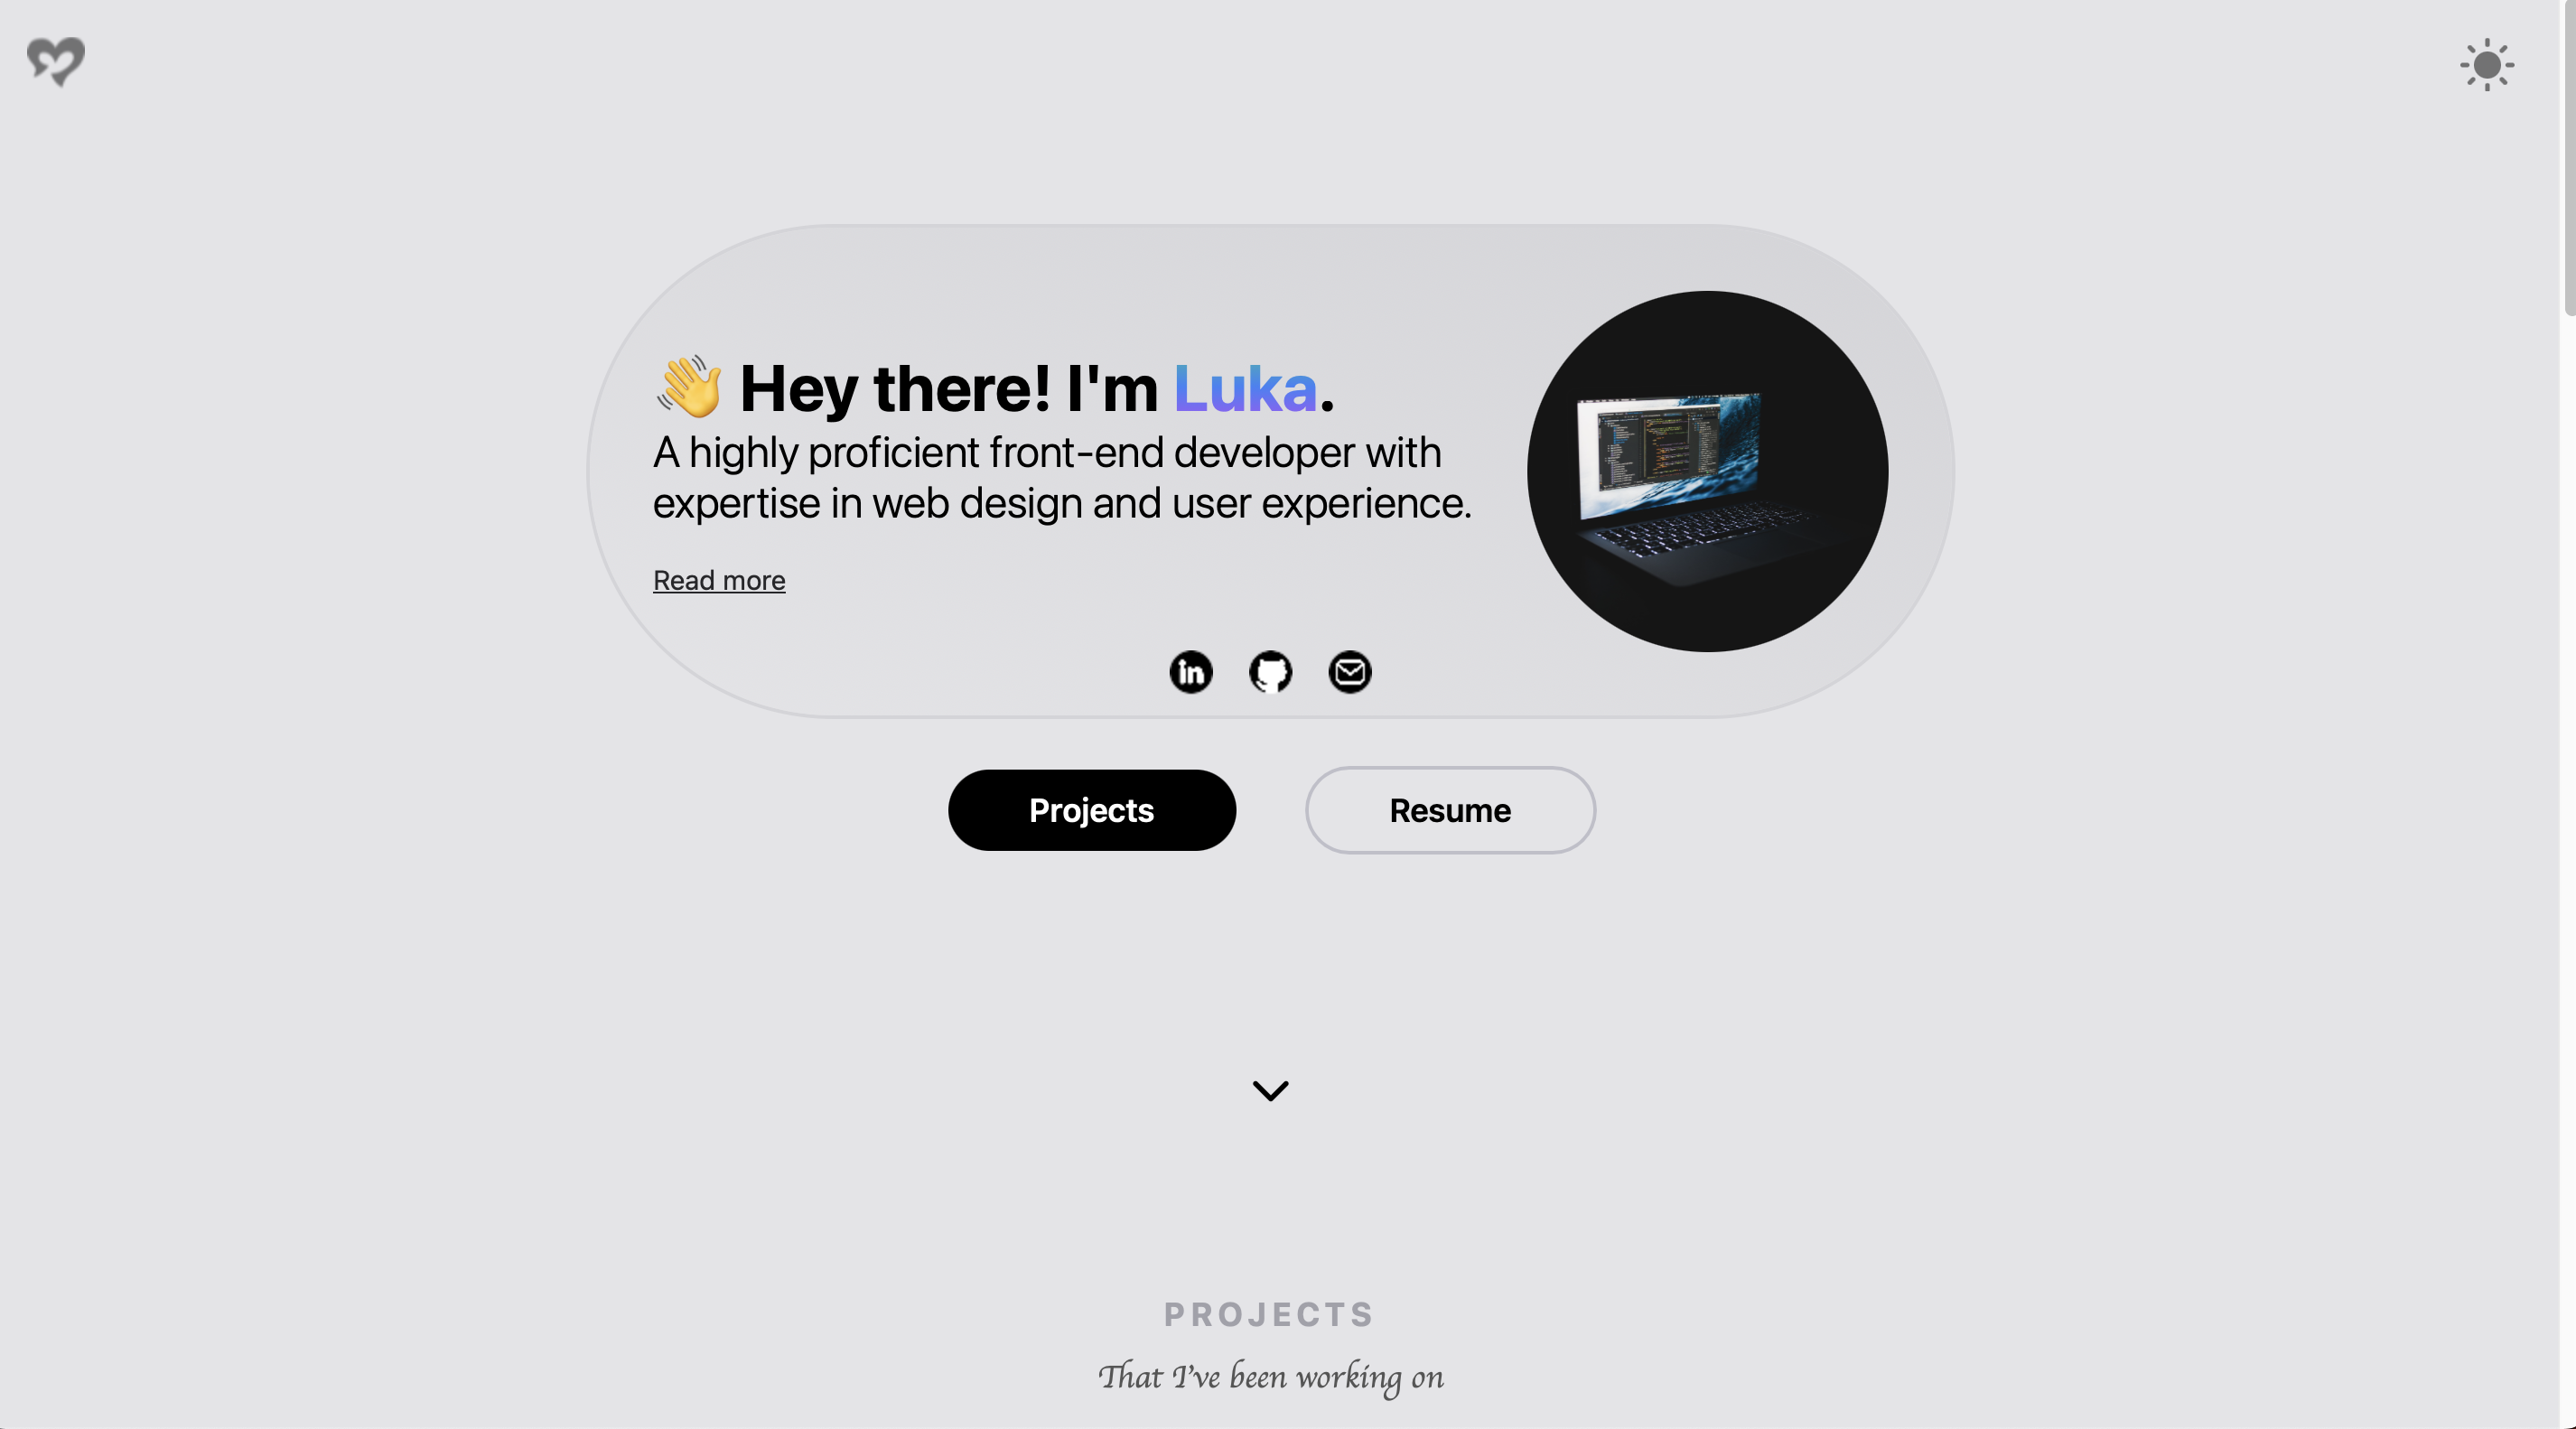 👋 Hey there! I'm Luka.
A highly proficient front-end developer with
expertise in web design and user experience.
Read more
in
Projects
Resume
PROJECTS
That I've been working on